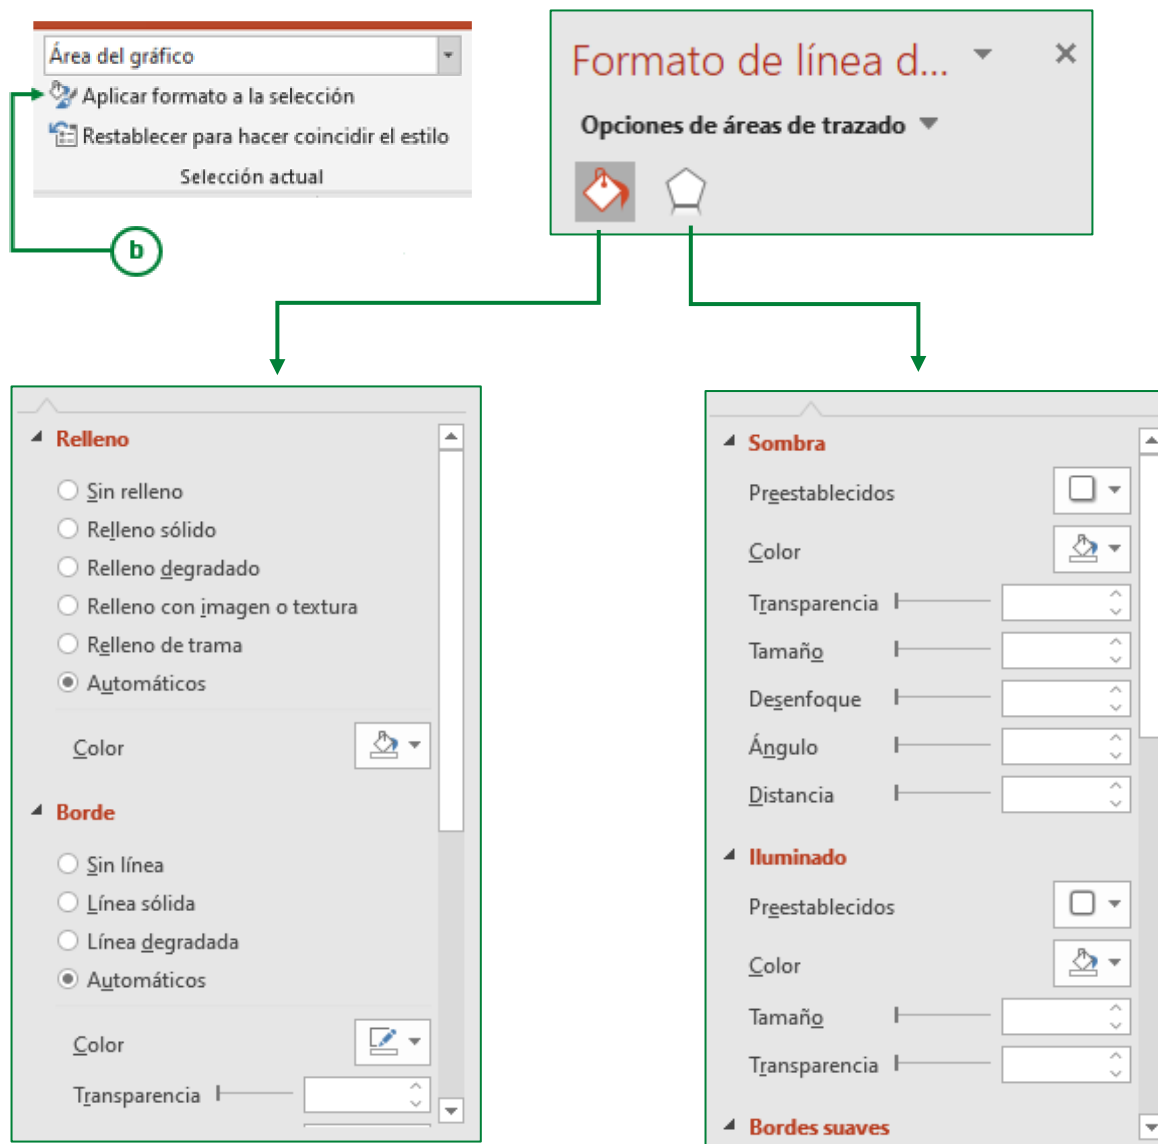 Área del gráfico
Aplicar formato a la selección
Restablecer para hacer coincidir el estilo
Selección actual
b
Formato de línea d...
Opciones de áreas de trazado
Relleno
Sin relleno
Relleno sólido
Relleno degradado
Relleno con imagen o textura
Relleno de trama
Automáticos
Color
Borde
Sin línea
Línea sólida
Línea degradada
Automáticos
Color
Transparencia
Sombra
Preestablecidos
Color
Transparencia
Tamaño
Desenfoque
Ángulo
Distancia
Iluminado
Preestablecidos
Color
Tamaño
Transparencia
Bordes suaves